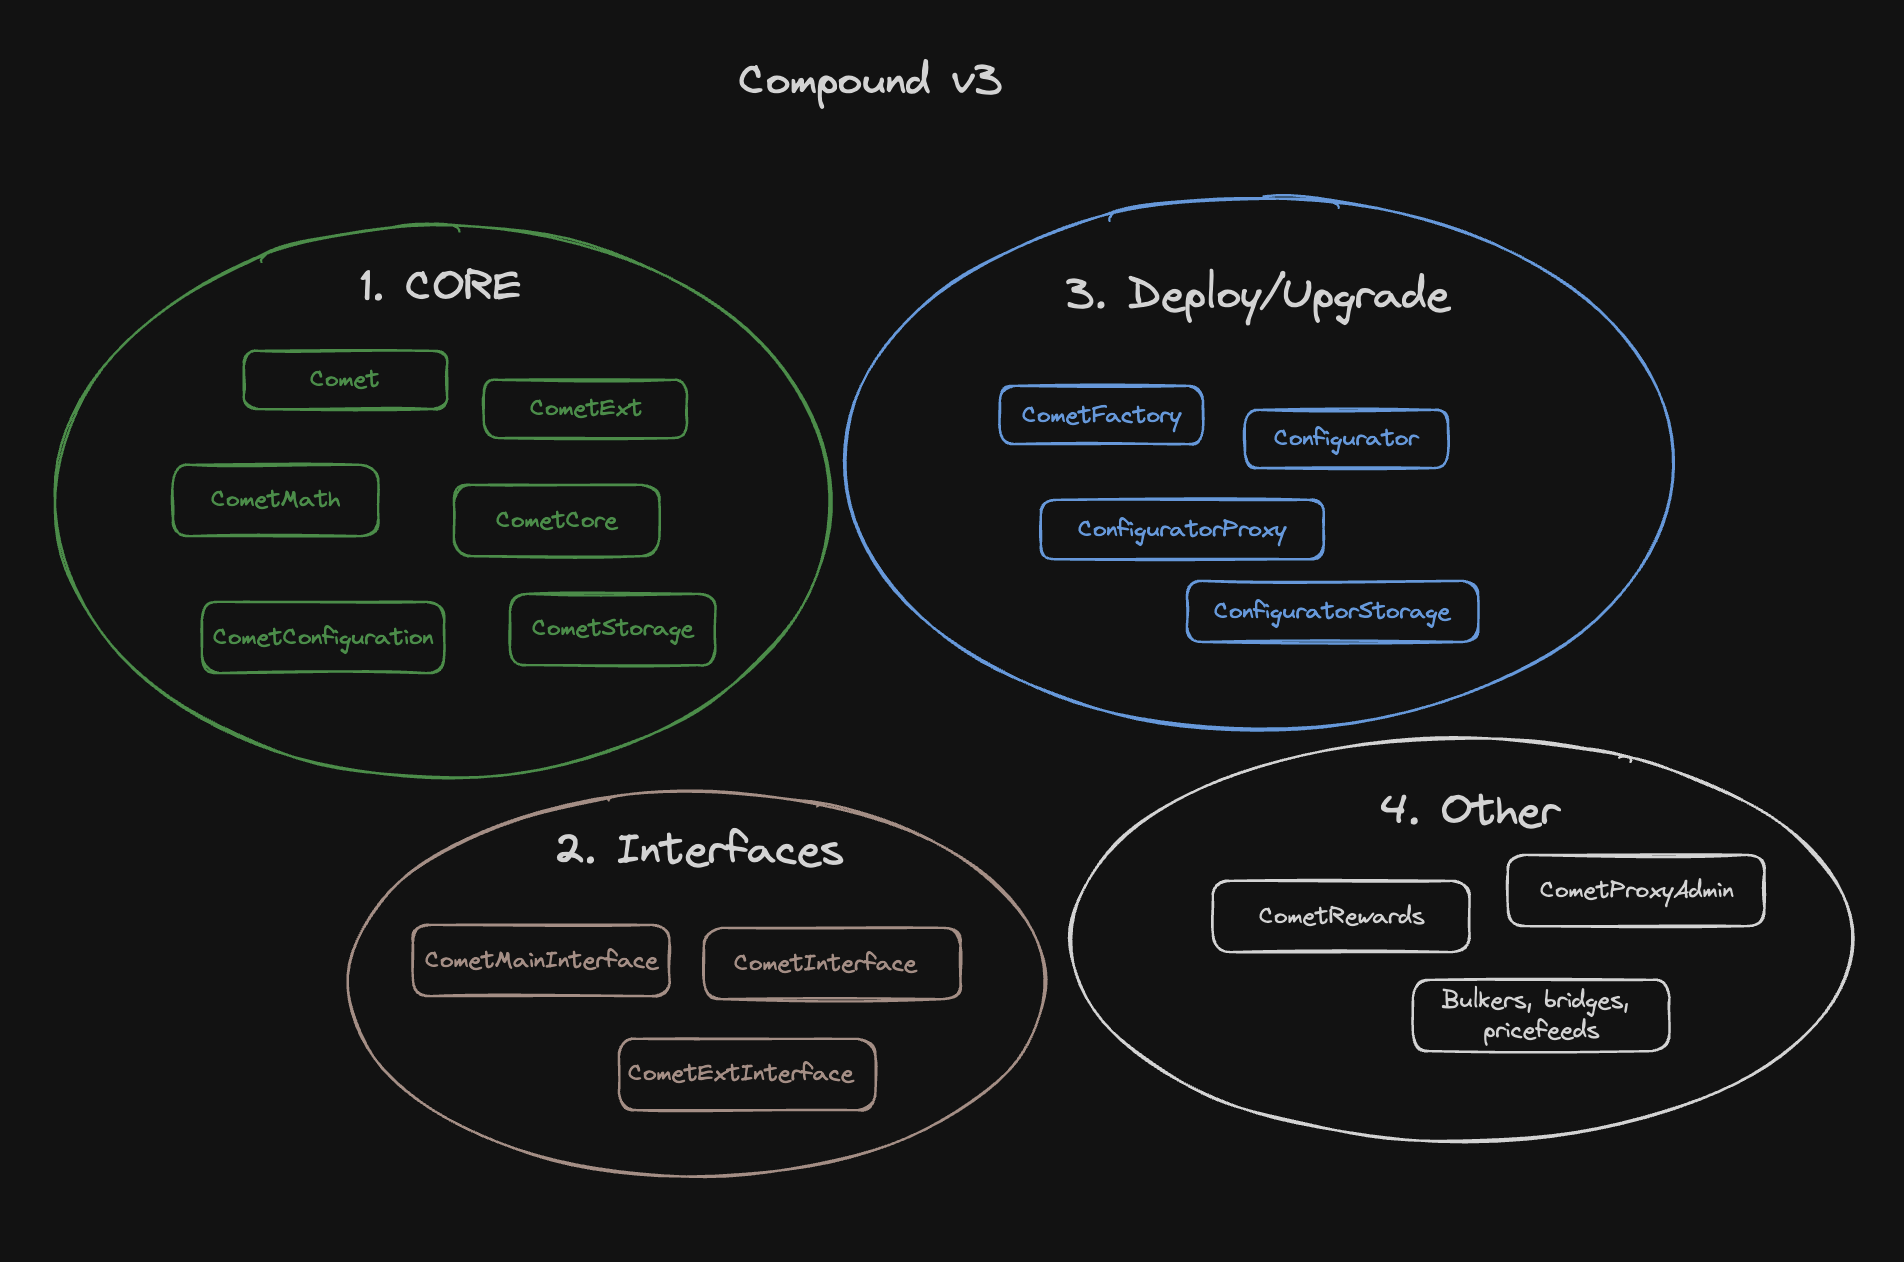 Compound v3
1. CORE
Comet
CometExt
CometMath
CometCore
CometConfiguration
CometStorage
3. Deploy/Upgrade
CometFactory
Configurator
ConfiguratorProxy
ConfiguratorStorage
2. Interfaces
CometMainInterface
CometInterface
CometExtInterface
4. Other
CometRewards
CometProxyAdmin
Bulkers, bridges,
pricefeeds